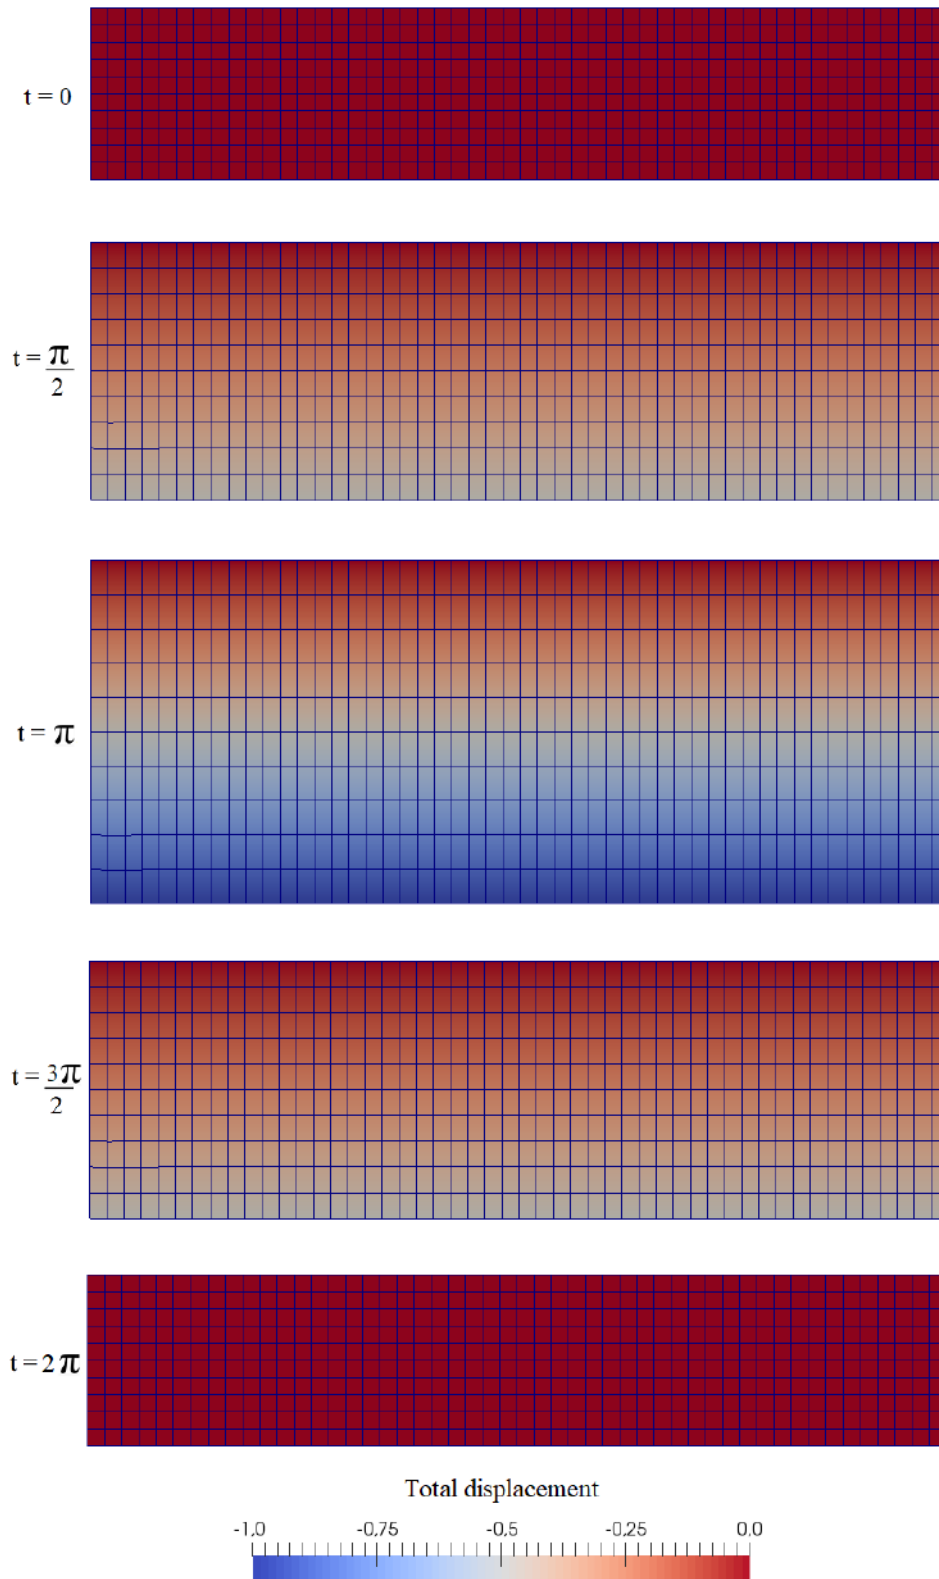 t = 0
t = π/2
t = π
t = 3π/2
t = 2π
Total displacement
-1,0 -0,75 -0,5 -0,25 0.0